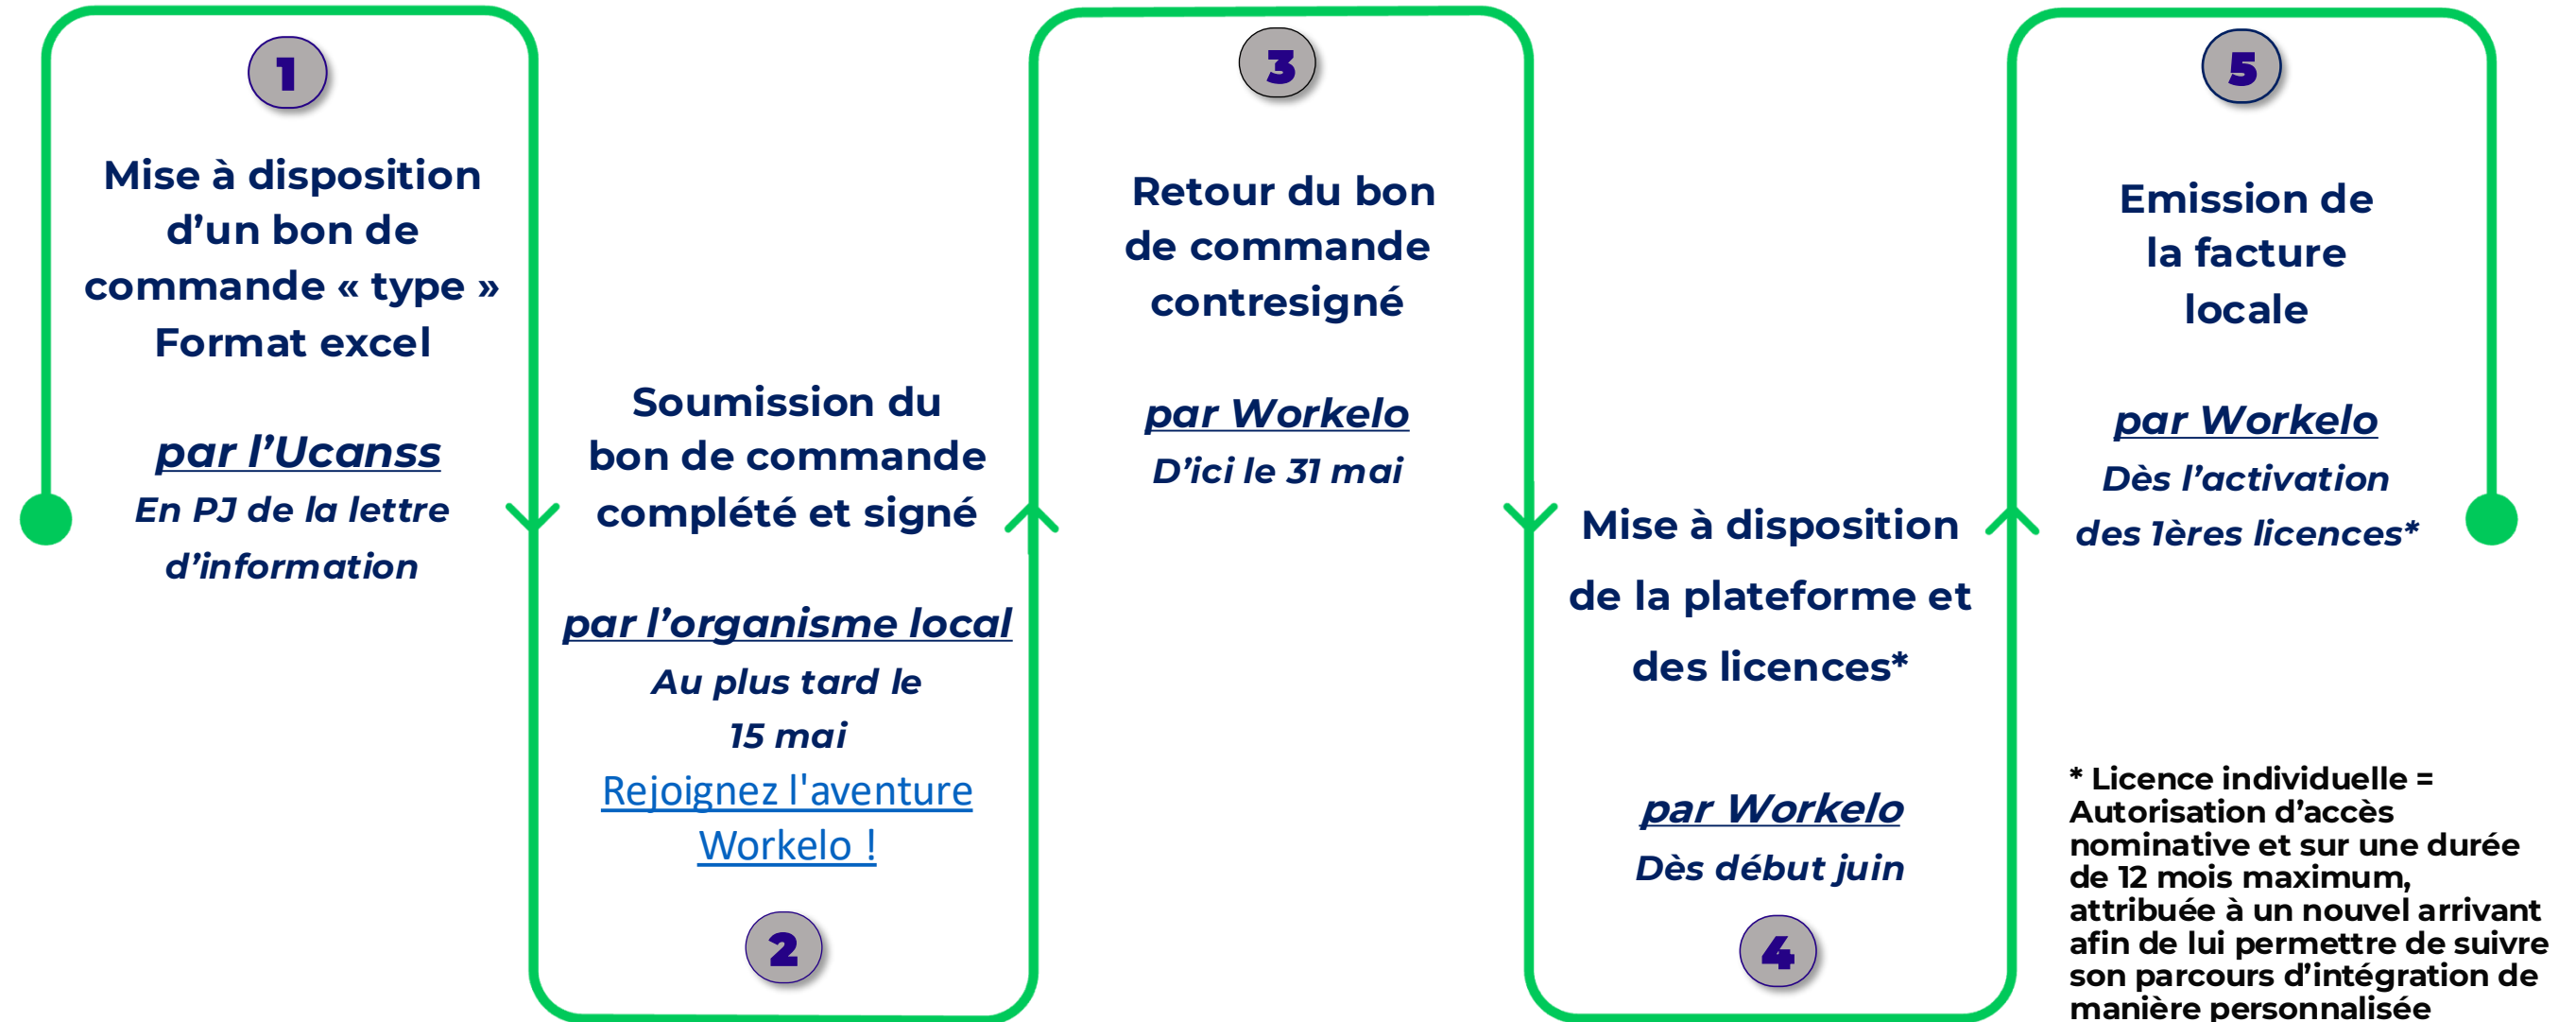 1
Mise à disposition
d’un bon de
commande « type »
Format excel
par l’Ucanss
En PJ de la lettre
d’information
Soumission du
bon de commande
complété et signé
par l’organisme local
Au plus tard le
15 mai
Rejoignez l'aventure
Workelo !
2
3
Retour du bon
de commande
contresigné
par Workelo
D’ici le 31 mai
Mise à disposition
de la plateforme et
des licences*
par Workelo
Dès début juin
4
5
Emission de
la facture
locale
par Workelo
Dès l’activation
des 1ères licences*
* Licence individuelle =
Autorisation d’accès
nominative et sur une durée
de 12 mois maximum,
attribuée à un nouvel arrivant
afin de lui permettre de suivre
son parcours d’intégration de
manière personnalisée